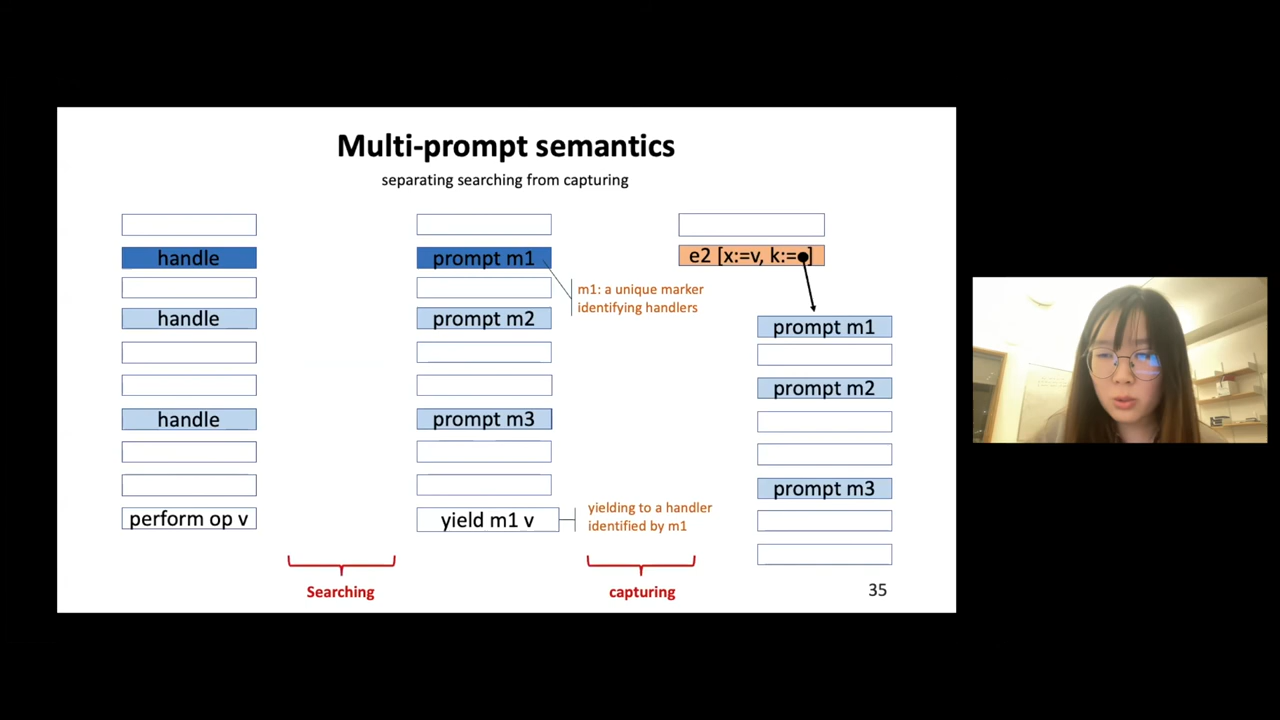 Multi-prompt semantics
separating searching from capturing
handle
handle
handle
perform op v
Searching
prompt m1
m1: a unique marker
identifying handlers
prompt m2
prompt m3
yield m1 v
yielding to a handler
identified by m1
capturing
e2 [x:=v, k:=●]
prompt m1
prompt m2
prompt m3
35